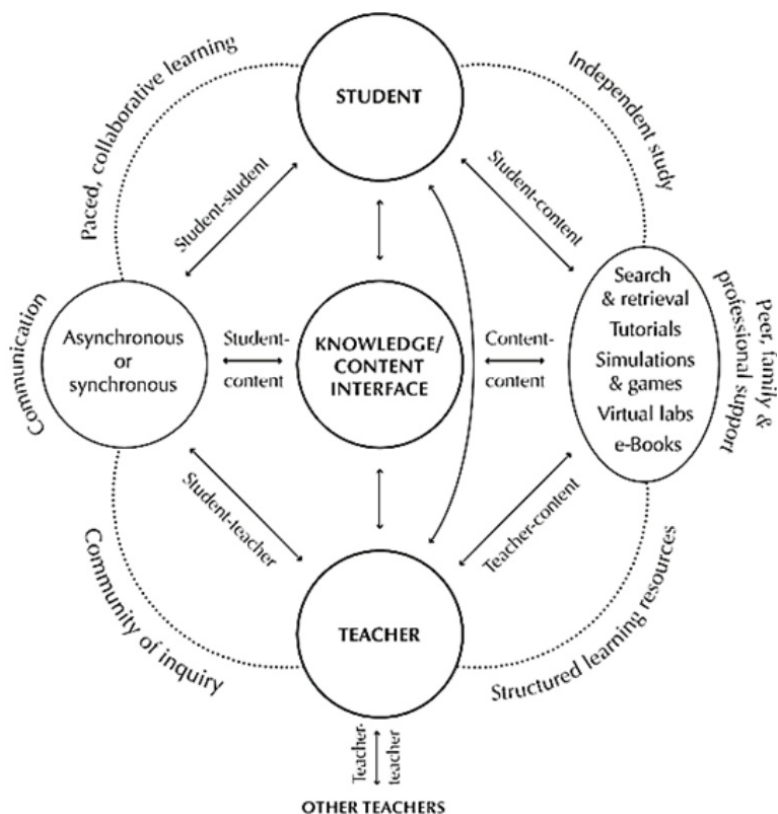 Paced, collaborative learning
STUDENT
Independent study
Student-student
Student-content
Communication
Asynchronous
or
synchronous
Student-
content
KNOWLEDGE/
CONTENT
INTERFACE
Content-
content
Search
& retrieval
Tutorials
Simulations
& games
Virtual labs
e-Books
Peer, family &
professional support
Student-teacher
Teacher-content
Community of inquiry
TEACHER
Structured learning resources
Teacher-
teacher
OTHER TEACHERS